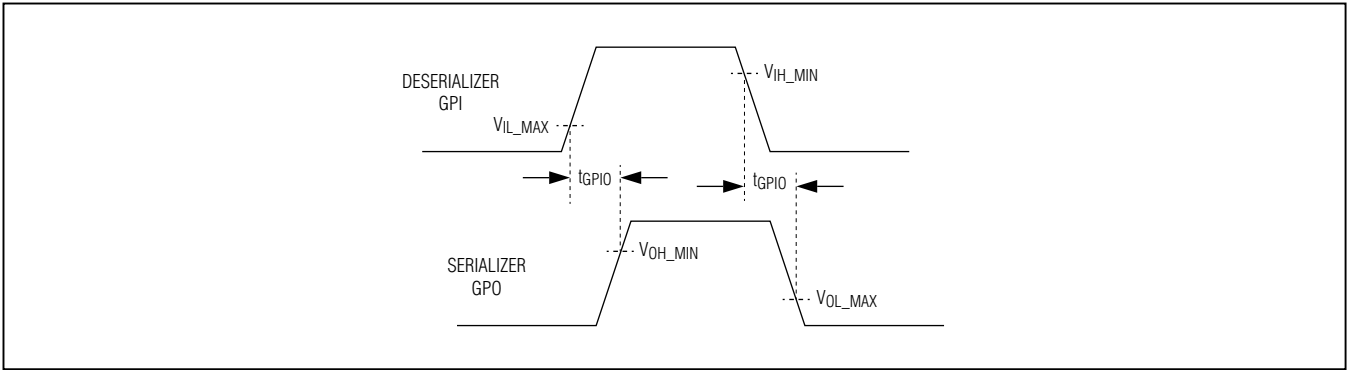 DESERIALIZER
GPI
VIH_MIN
VIL_MAX
tGPIO
tGPIO
SERIALIZER
GPO
VOH_MIN
VOL_MAX